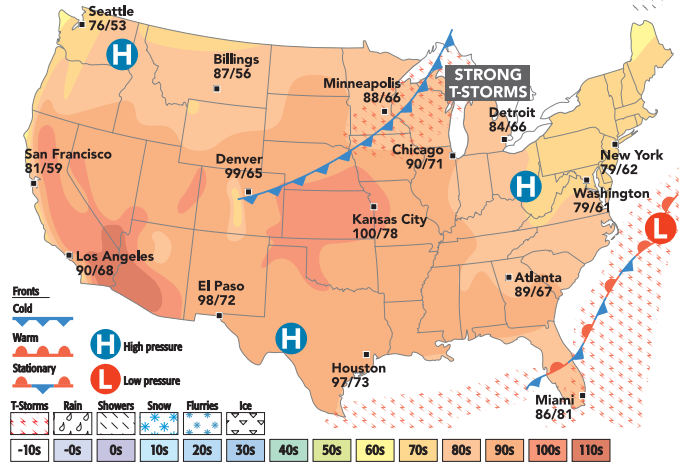 Seattle
76/53
H
Billings
87/56
Minneapolis
88/66
STRONG
T-STORMS
Detroit
84/66
San Francisco
81/59
Denver
99/65
Chicago
90/71
New York
79/62
H
Washington
79/61
Kansas City
100/78
L
Los Angeles
90/68
El Paso
98/72
Atlanta
89/67
H
Houston
97/73
Miami
86/81
Fronts
Cold
Warm
Stationary
H High pressure
L Low pressure
T-Storms Rain Showers Snow Flurries Ice
-10s -0s 0s 10s 20s 30s 40s 50s 60s 70s 80s 90s 100s 110s